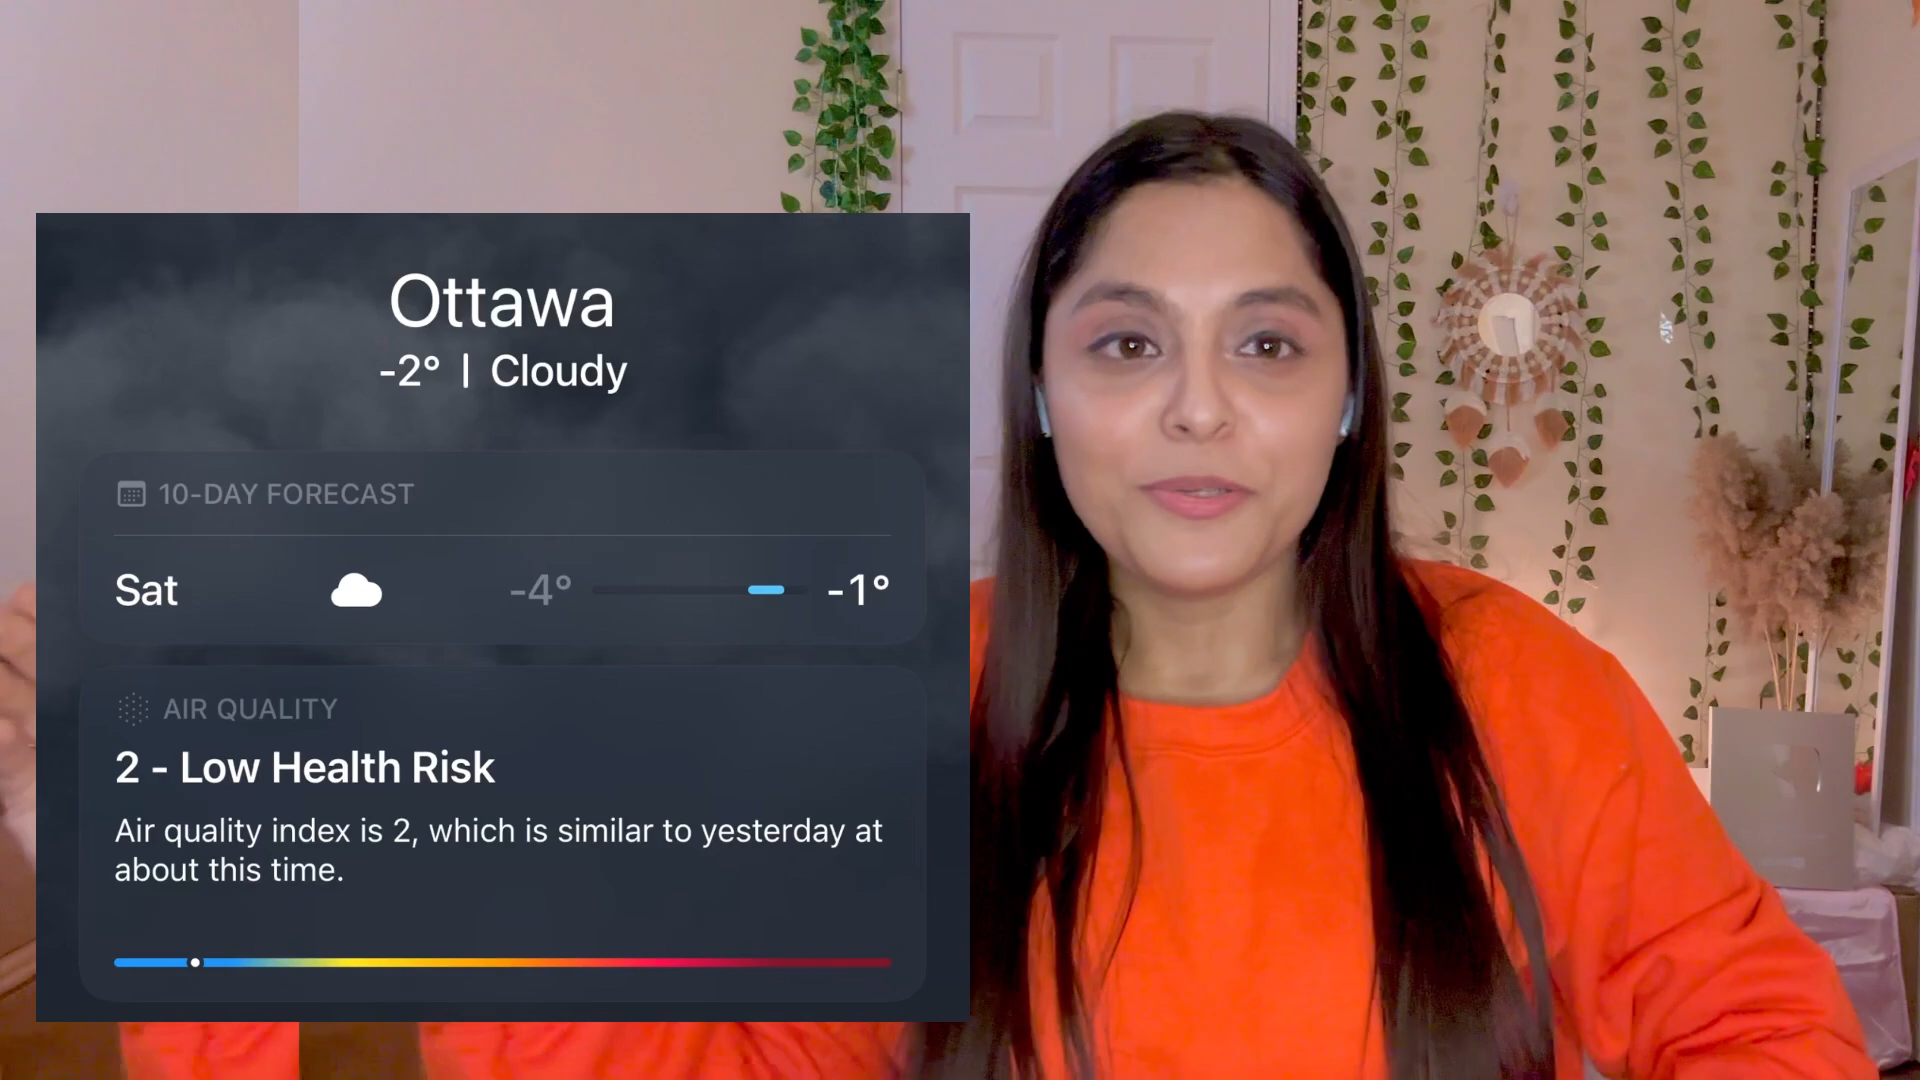 Ottawa
-2° | Cloudy
10-DAY FORECAST
Sat -4° -1°
AIR QUALITY
2 - Low Health Risk
Air quality index is 2, which is similar to yesterday at
about this time.